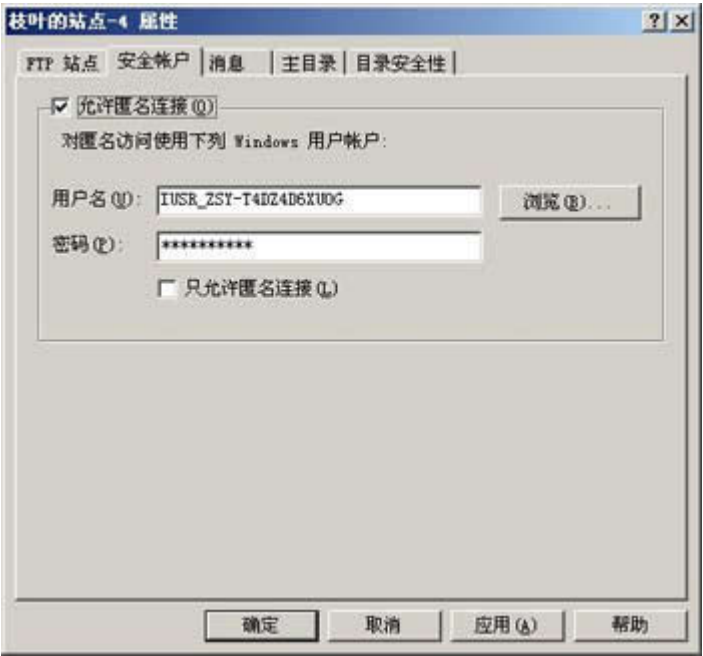 枝叶的站点-4 属性
FTP 站点 安全帐户 消息 主目录 目录安全性
允许匿名连接(O)
对匿名访问使用下列 Windows 用户帐户:
用户名(U): IUSR_ZSY-T4DZ4D6XUOG 浏览(B)...
密码(P): **********
只允许匿名连接(L)
确定 取消 应用(A) 帮助